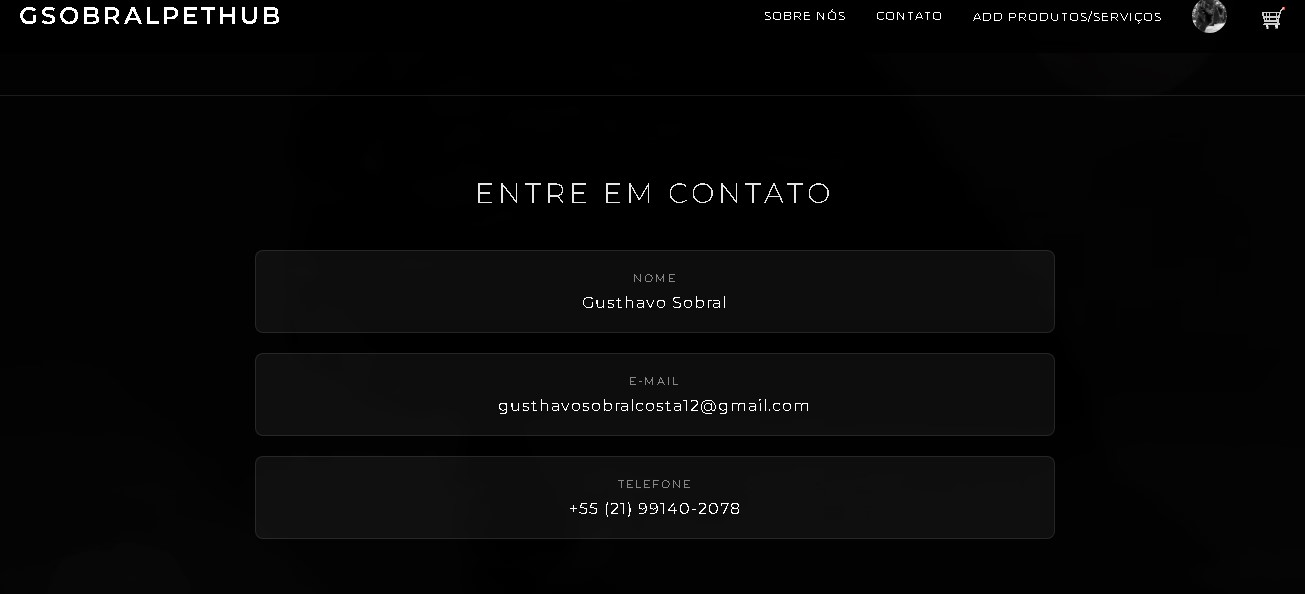 GSOBRALPETHUB
SOBRE NÓS
CONTATO
ADD PRODUTOS/SERVIÇOS
ENTRE EM CONTATO
NOME
Gusthavo Sobral
E-MAIL
gusthavosobralcosta12@gmail.com
TELEFONE
+55 (21) 99140-2078